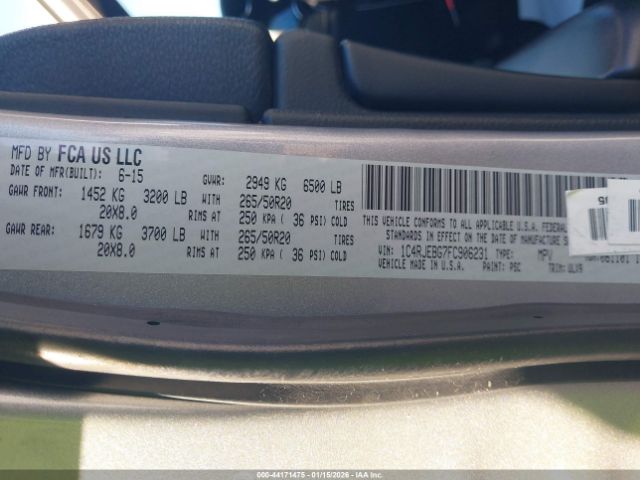 MFD BY FCA US LLC
DATE OF MFR(BUILT): 6-15 GVWR: 2949 KG 6500 LB
GAWR FRONT: 1452 KG 3200 LB WITH 265/50R20 TIRES
20X8.0 RIMS AT 250 KPA ( 36 PSI) COLD
GAWR REAR: 1679 KG 3700 LB WITH 265/50R20 TIRES
20X8.0 RIMS AT 250 KPA ( 36 PSI) COLD
THIS VEHICLE CONFORMS TO ALL APPLICABLE U.S.A. FEDERAL
STANDARDS IN EFFECT ON THE DATE OF MANUFACTURE
VIN: 1C4RJEBG7FC906231 TYPE: MPV
VEHICLE MADE IN U.S.A. PAINT: PSC TRIM: ULX9
000-44171475 - 01/15/2026 - IAAI.COM